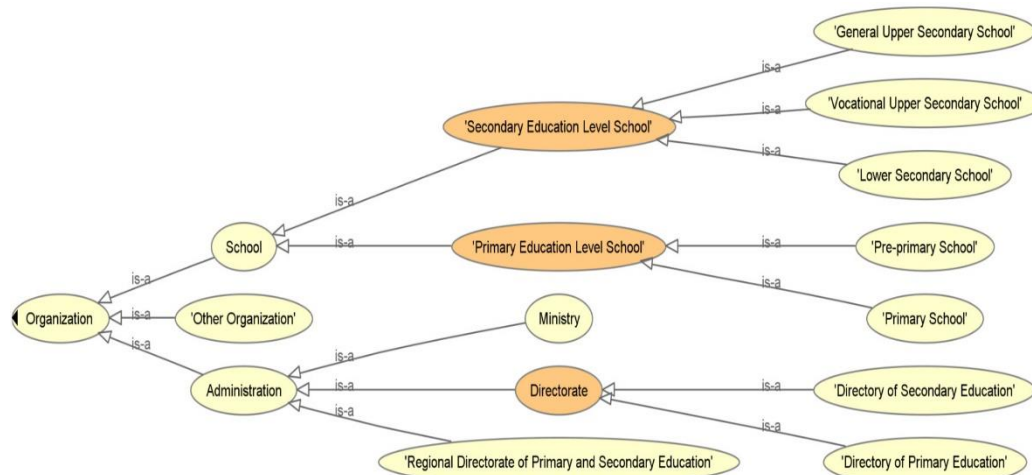 'General Upper Secondary School'
is-a
'Vocational Upper Secondary School'
is-a
'Secondary Education Level School'
is-a
'Lower Secondary School'
is-a
School
is-a
'Primary Education Level School'
is-a
'Pre-primary School'
is-a
is-a
Organization
is-a
'Other Organization'
Ministry
'Primary School'
is-a
is-a
Administration
is-a
Directorate
is-a
'Directory of Secondary Education'
is-a
is-a
'Regional Directorate of Primary and Secondary Education'
'Directory of Primary Education'